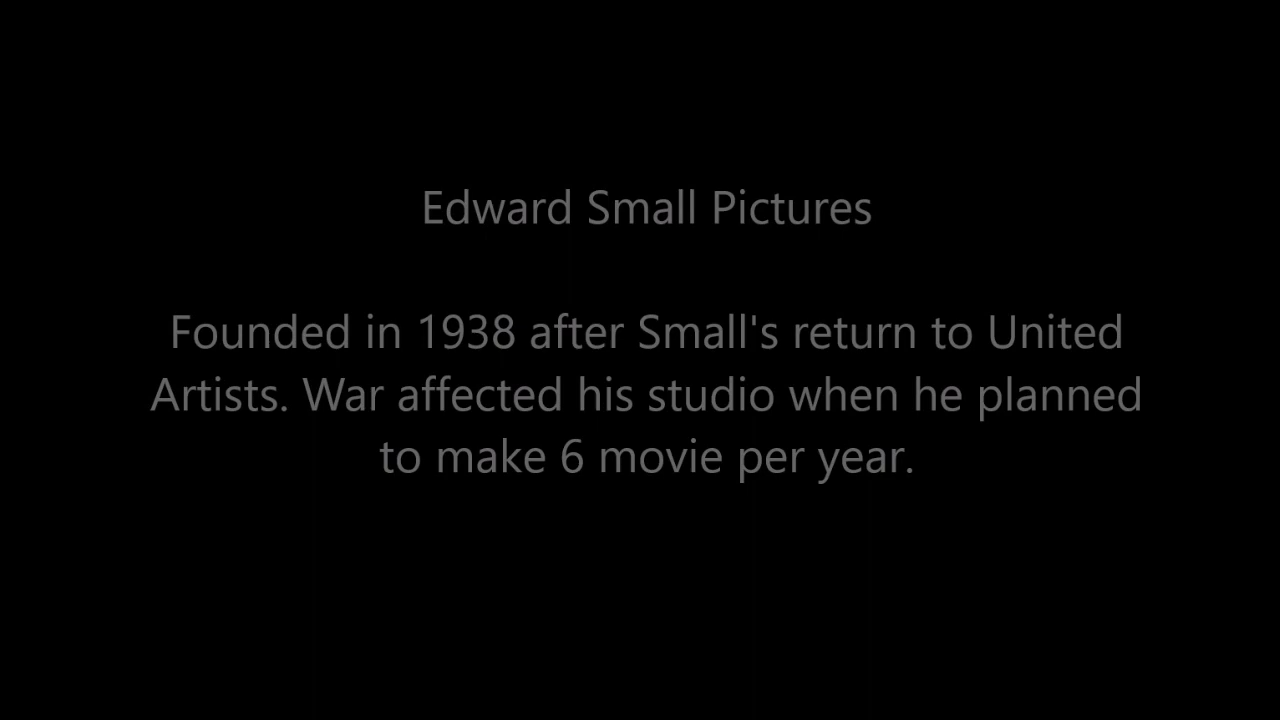 Edward Small Pictures
Founded in 1938 after Small's return to United
Artists. War affected his studio when he planned
to make 6 movie per year.